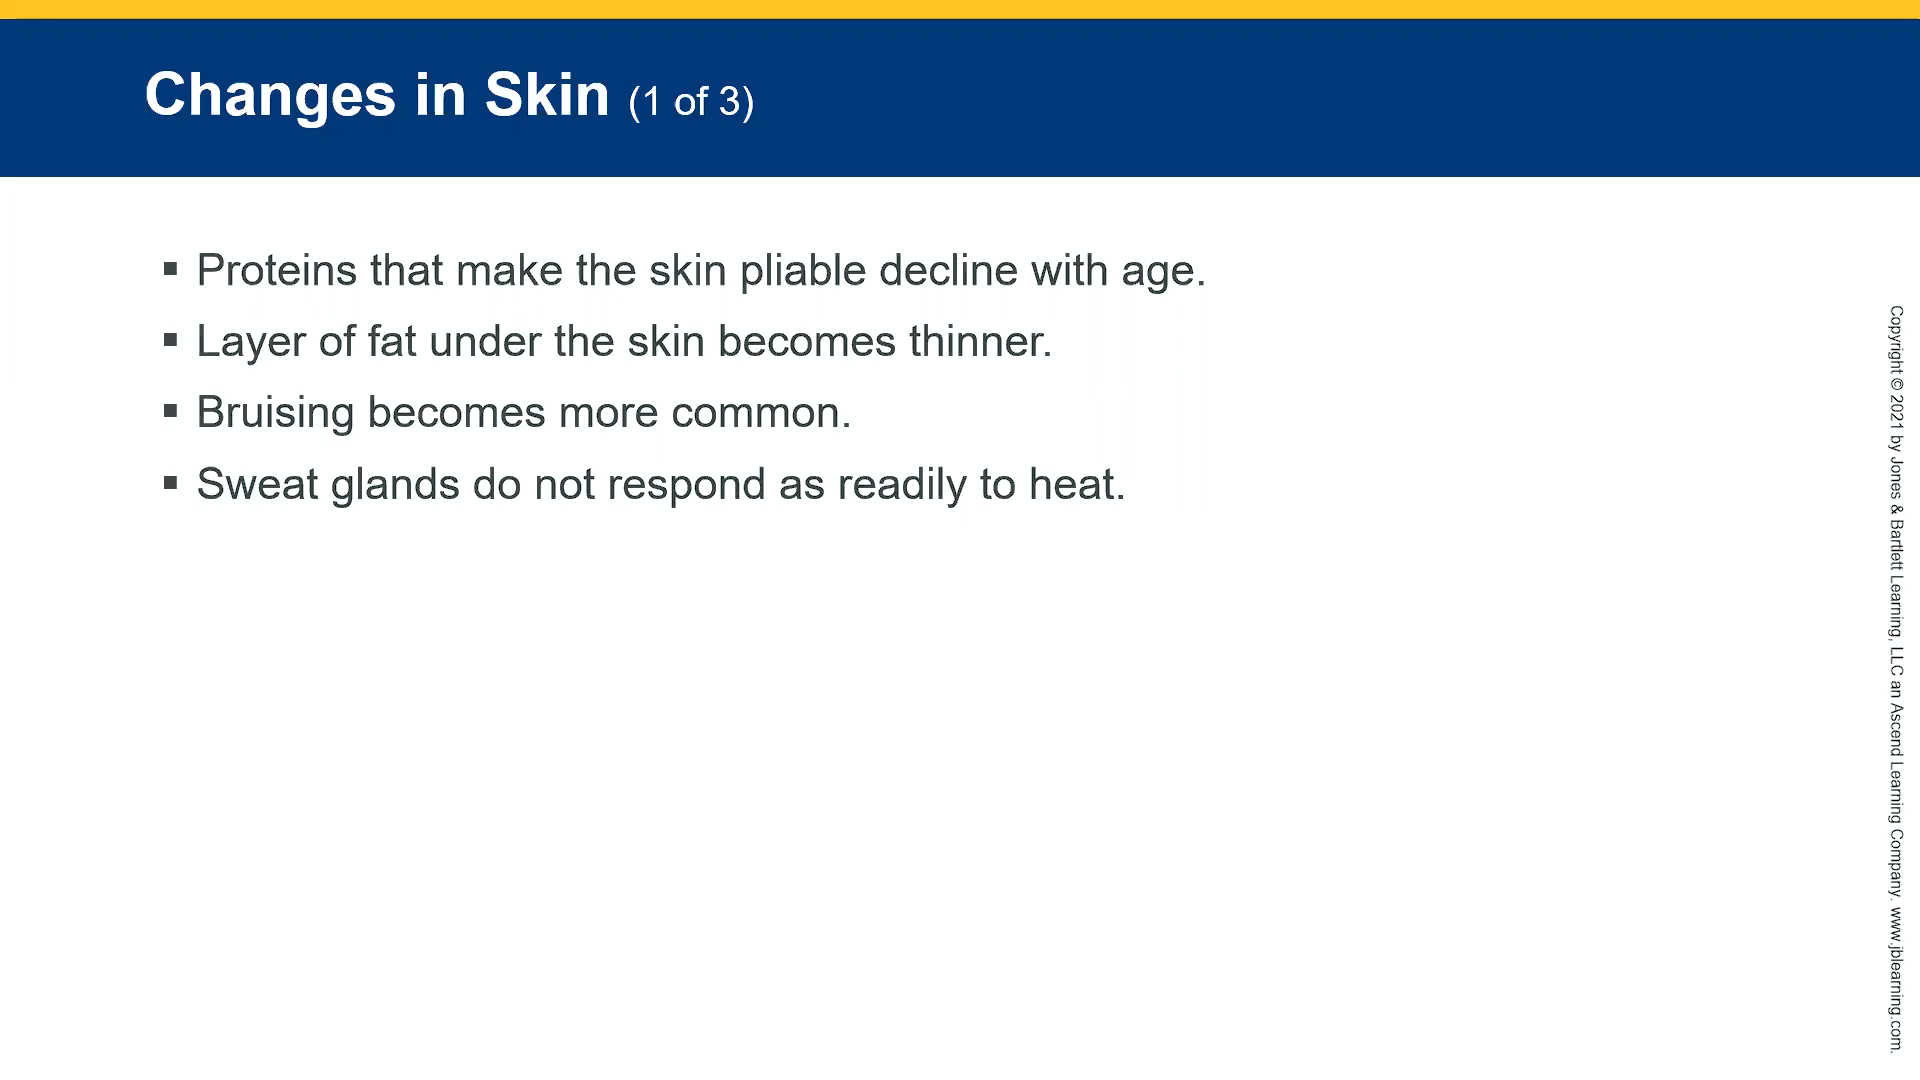 Changes in Skin (1 of 3)
▪ Proteins that make the skin pliable decline with age.
▪ Layer of fat under the skin becomes thinner.
▪ Bruising becomes more common.
▪ Sweat glands do not respond as readily to heat.
Copyright © 2021 by Jones & Bartlett Learning, LLC an Ascend Learning Company. www.jblearning.com.